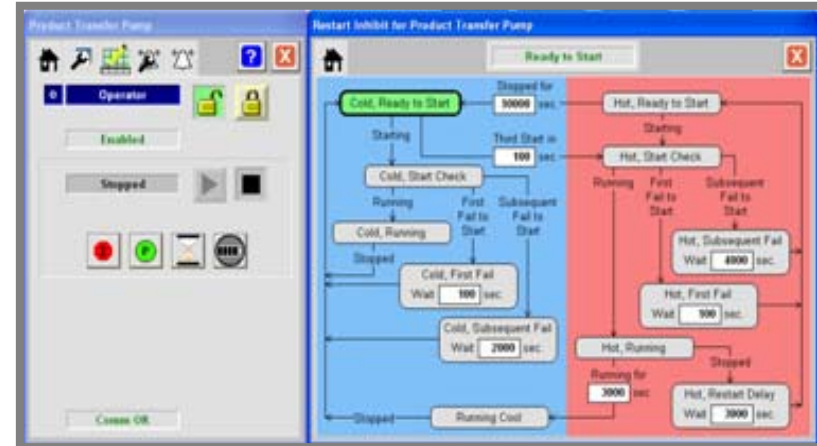 Product Transfer Pump
?
X
0 Operator
Enabled
Stopped
P
Comm OK
Restart Inhibit for Product Transfer Pump
Ready to Start
X
Cold, Ready to Start
Stopped for
sec.
Hot, Ready to Start
Starting
Third Start in
100 sec.
Starting
Cold, Start Check
Hot, Start Check
Running
First Fail to Start
Subsequent Fail to Start
Running
First Fail to Start
Subsequent Fail to Start
Cold, Running
Stopped
Hot, Subsequent Fail
Wait 4000 sec.
Cold, First Fail
Wait 100 sec.
Hot, First Fail
Wait sec.
Cold, Subsequent Fail
Wait 2000 sec.
Hot, Running
Stopped
Running for
3000 sec.
Hot, Restart Delay
Wait 3000 sec.
Stopped
Running Cool